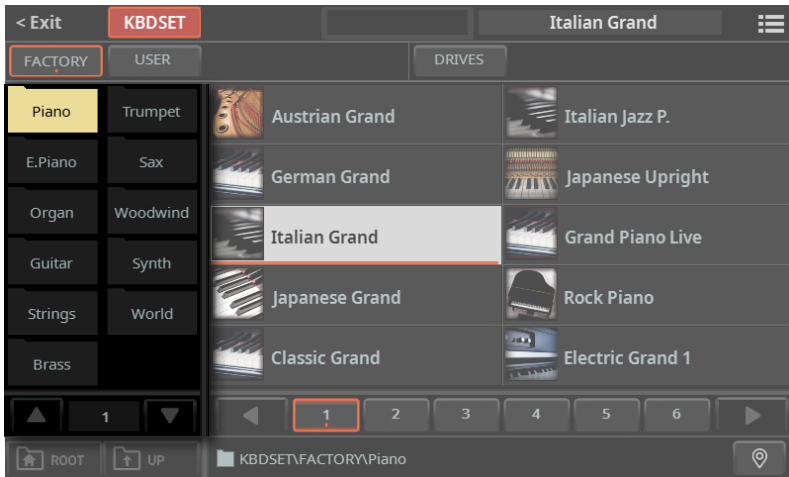 < Exit KBDSET Italian Grand
FACTORY USER DRIVES
Piano Trumpet Austrian Grand Italian Jazz P.
E.Piano Sax German Grand Japanese Upright
Organ Woodwind Italian Grand Grand Piano Live
Guitar Synth Japanese Grand Rock Piano
Strings World Classic Grand Electric Grand 1
Brass
1 1 2 3 4 5 6
ROOT UP KBDSET\FACTORY\Piano